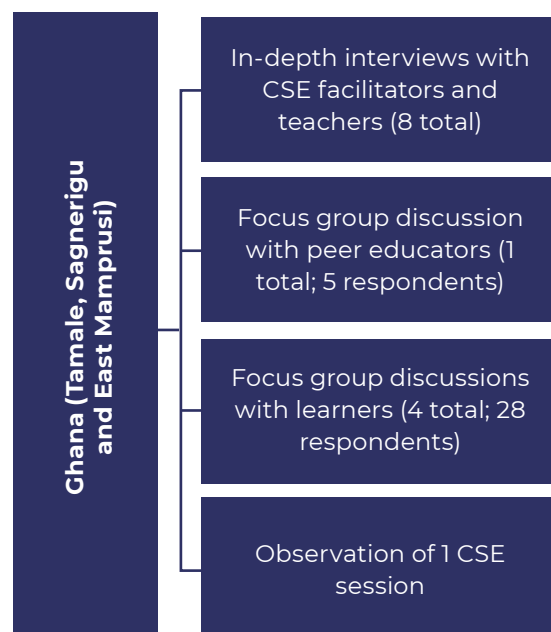 Ghana (Tamale, Sagnerigu
and East Mamprusi)
In-depth interviews with
CSE facilitators and
teachers (8 total)
Focus group discussion
with peer educators (1
total; 5 respondents)
Focus group discussions
with learners (4 total; 28
respondents)
Observation of 1 CSE
session